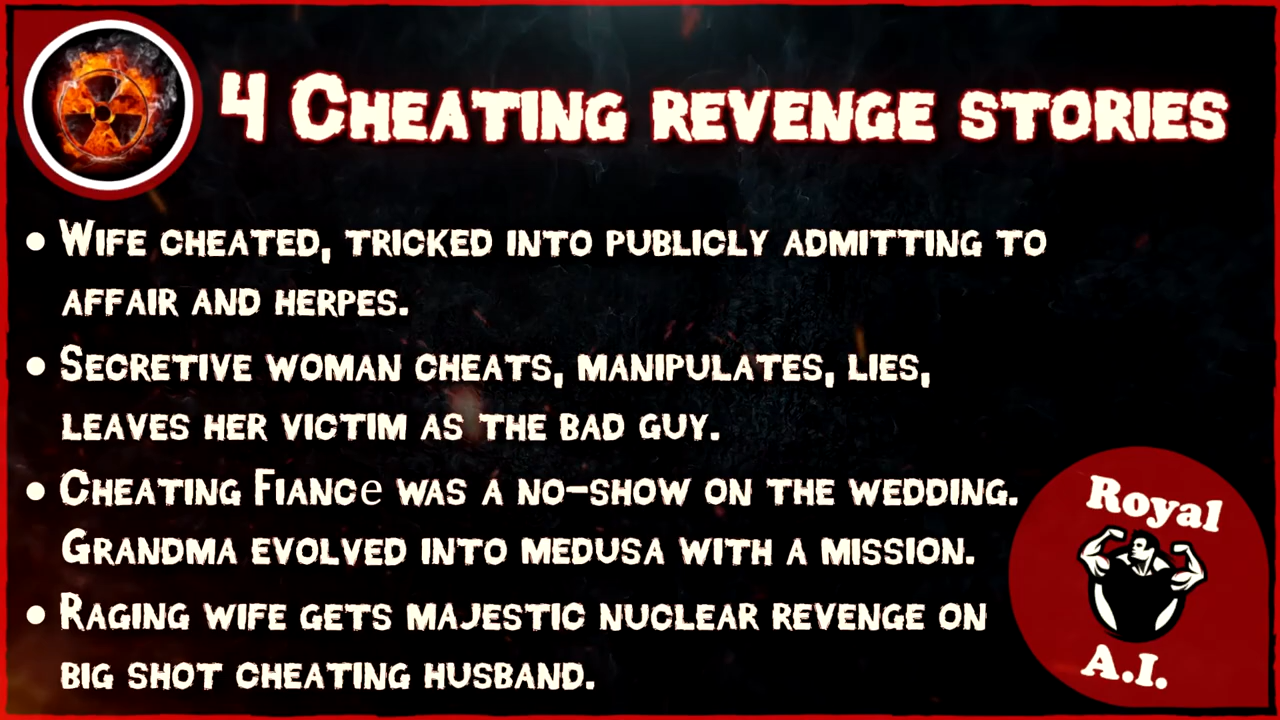 4 Cheating revenge stories
• Wife cheated, tricked into publicly admitting to
affair and herpes.
• Secretive woman cheats, manipulates, lies,
leaves her victim as the bad guy.
• Cheating Fiance was a no-show on the wedding.
Grandma evolved into medusa with a mission.
• Raging wife gets majestic nuclear revenge on
big shot cheating husband.
Royal
A.I.